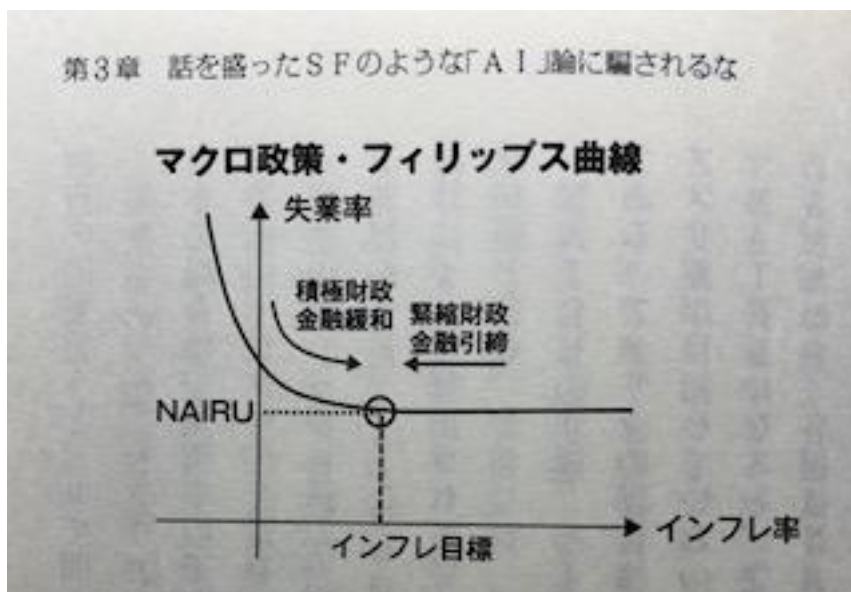 第3章 話を盛ったSFのような「AI」論に騙されるな
マクロ政策・フィリップス曲線
失業率
積極財政
金融緩和
緊縮財政
金融引締
NAIRU
インフレ率
インフレ目標